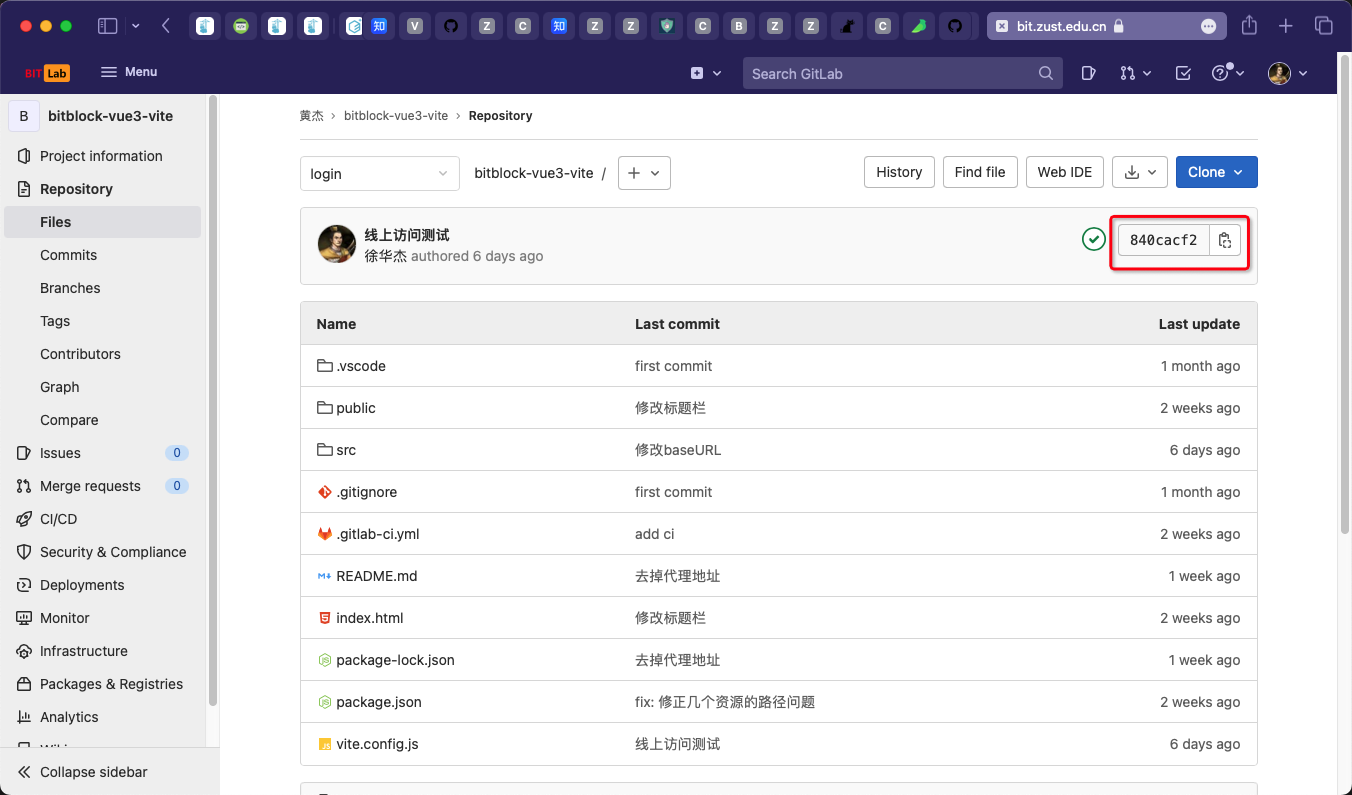 知 V Z C 知 Z Z C B Z Z C bit.zust.edu.cn
BIT Lab Menu Search GitLab
B bitblock-vue3-vite
Project information
Repository
Files
Commits
Branches
Tags
Contributors
Graph
Compare
Issues 0
Merge requests 0
CI/CD
Security & Compliance
Deployments
Monitor
Infrastructure
Packages & Registries
Analytics
Collapse sidebar
黄杰 › bitblock-vue3-vite › Repository
login bitblock-vue3-vite / + History Find file Web IDE Clone
线上访问测试
徐华杰 authored 6 days ago
840cacf2
Name Last commit Last update
.vscode first commit 1 month ago
public 修改标题栏 2 weeks ago
src 修改baseURL 6 days ago
.gitignore first commit 1 month ago
.gitlab-ci.yml add ci 2 weeks ago
README.md 去掉代理地址 1 week ago
index.html 修改标题栏 2 weeks ago
package-lock.json 去掉代理地址 1 week ago
package.json fix: 修正几个资源的路径问题 2 weeks ago
vite.config.js 线上访问测试 6 days ago